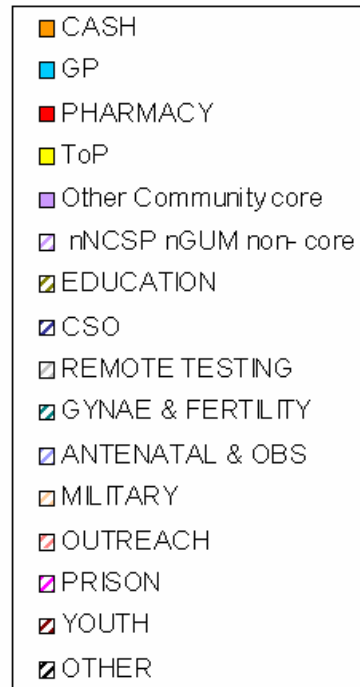 CASH
GP
PHARMACY
ToP
Other Community core
nNCSP nGUM non- core
EDUCATION
CSO
REMOTE TESTING
GYNAE & FERTILITY
ANTENATAL & OBS
MILITARY
OUTREACH
PRISON
YOUTH
OTHER